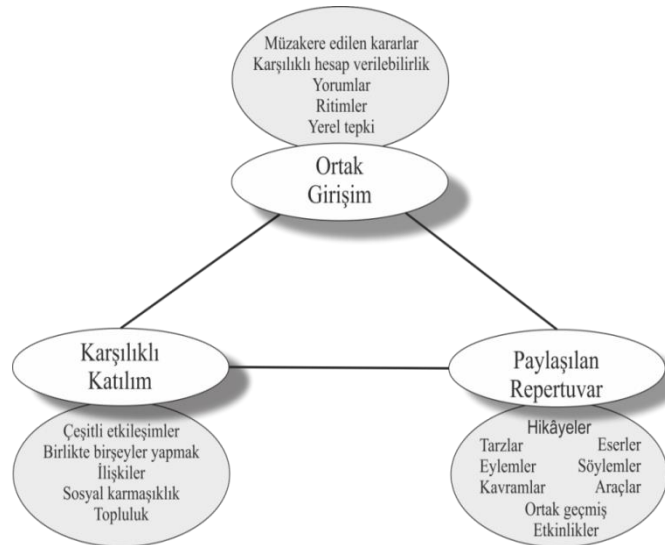 Müzakere edilen kararlar
Karşılıklı hesap verilebilirlik
Yorumlar
Ritimler
Yerel tepki
Ortak
Girişim
Karşılıklı
Katılım
Çeşitli etkileşimler
Birlikte birşeyler yapmak
İlişkiler
Sosyal karmaşıklık
Topluluk
Paylaşılan
Repertuvar
Hikâyeler
Tarzlar Eserler
Eylemler Söylemler
Kavramlar Araçlar
Ortak geçmiş
Etkinlikler